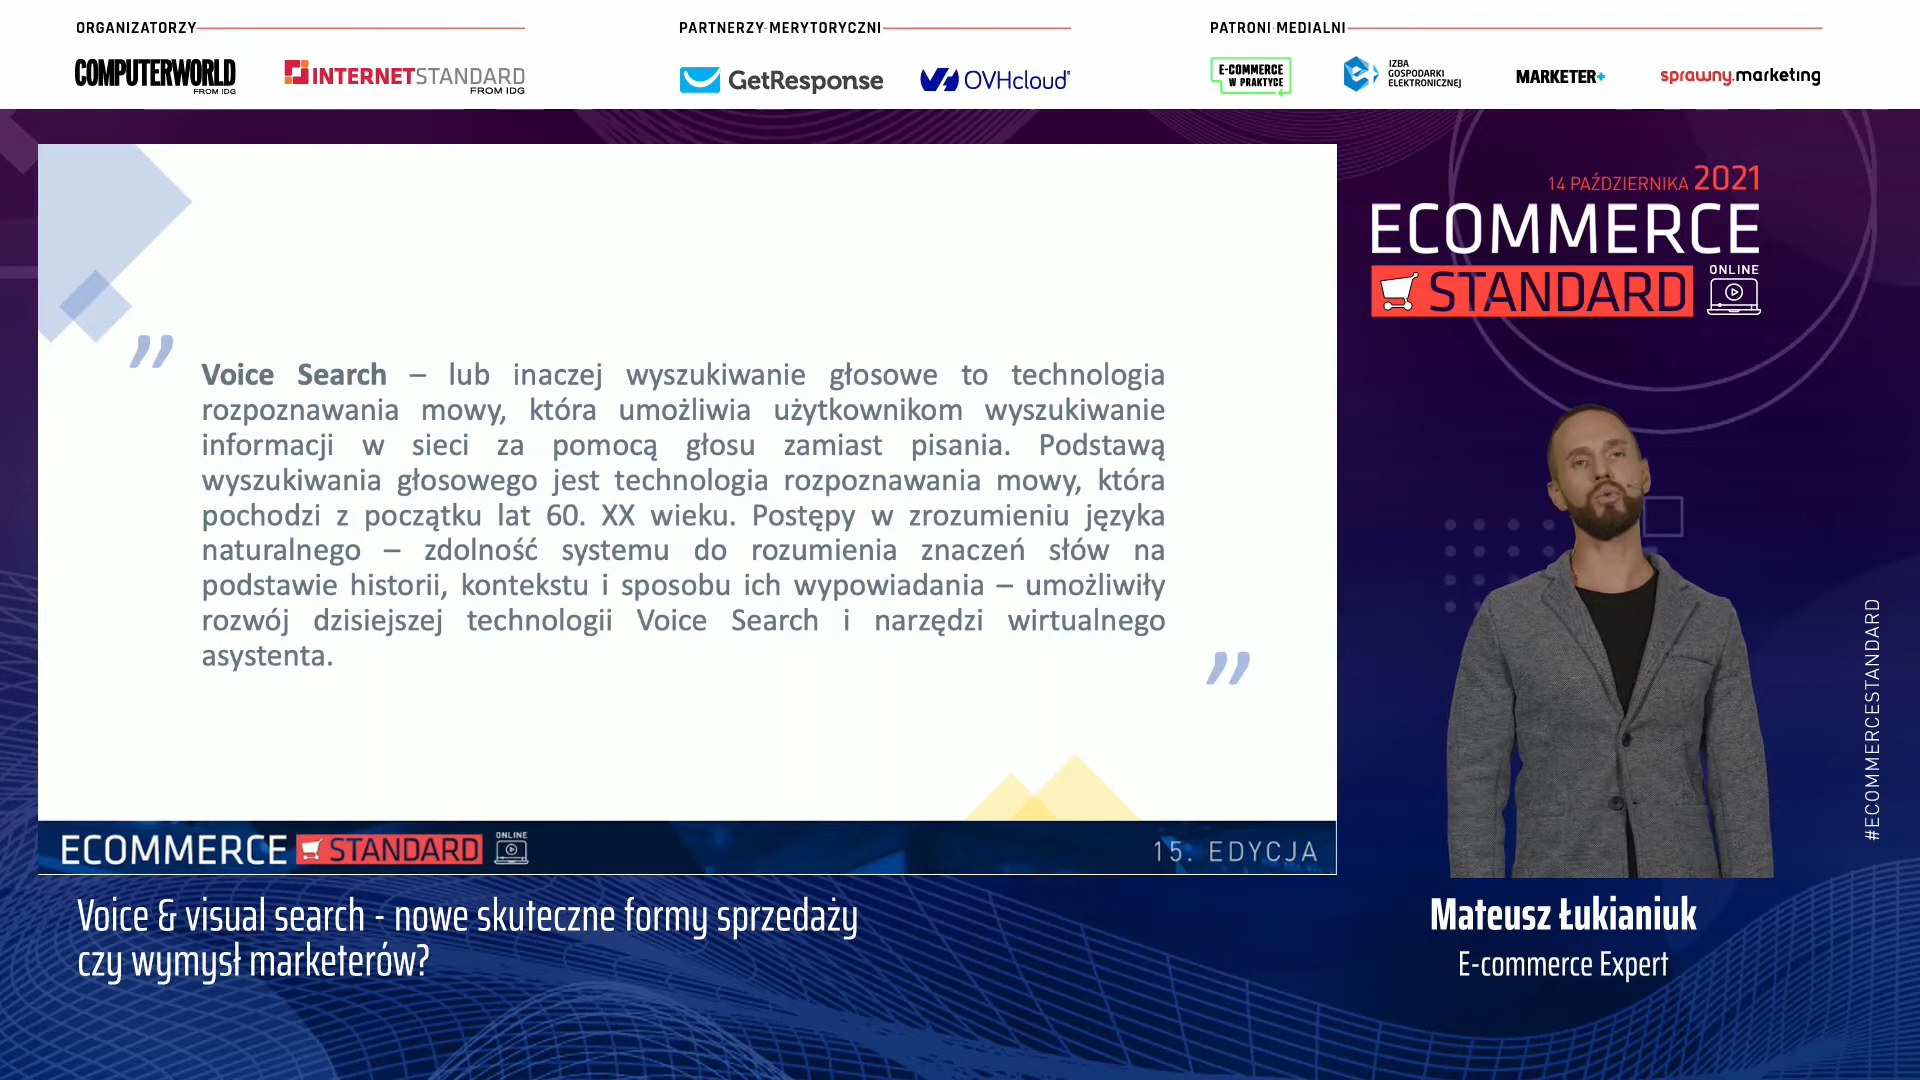 ORGANIZATORZY
COMPUTERWORLD
FROM IDG
INTERNETSTANDARD
FROM IDG
PARTNERZY MERYTORYCZNI
GetResponse
OVHcloud®
PATRONI MEDIALNI
E-COMMERCE
W PRAKTYCE
IZBA
GOSPODARKI
ELEKTRONICZNEJ
MARKETER+
sprawny.marketing
14 PAŹDZIERNIKA 2021
ECOMMERCE
STANDARD
ONLINE
”
Voice Search – lub inaczej wyszukiwanie głosowe to technologia
rozpoznawania mowy, która umożliwia użytkownikom wyszukiwanie
informacji w sieci za pomocą głosu zamiast pisania. Podstawą
wyszukiwania głosowego jest technologia rozpoznawania mowy, która
pochodzi z początku lat 60. XX wieku. Postępy w zrozumieniu języka
naturalnego – zdolność systemu do rozumienia znaczeń słów na
podstawie historii, kontekstu i sposobu ich wypowiadania – umożliwiły
rozwój dzisiejszej technologii Voice Search i narzędzi wirtualnego
asystenta.
”
ECOMMERCE STANDARD ONLINE
15. EDYCJA
#ECOMMERCESTANDARD
Voice & visual search - nowe skuteczne formy sprzedaży
czy wymysł marketerów?
Mateusz Łukianiuk
E-commerce Expert